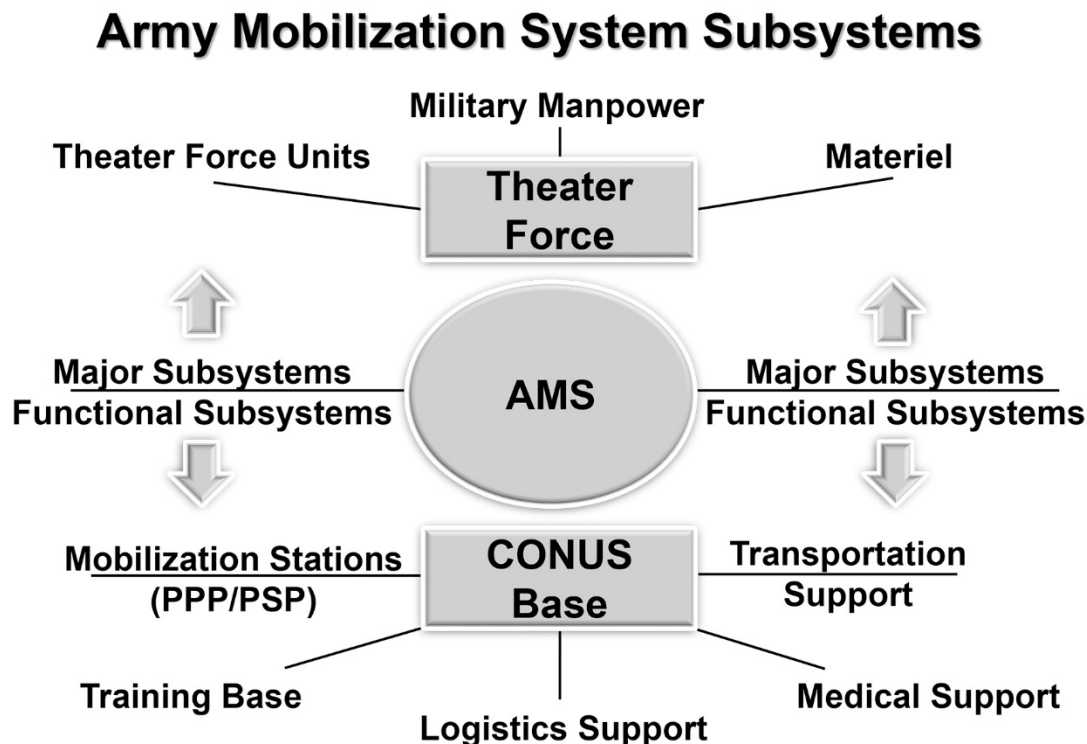 Army Mobilization System Subsystems
Military Manpower
Theater Force Units
Materiel
Theater
Force
Major Subsystems
Functional Subsystems
AMS
Major Subsystems
Functional Subsystems
Mobilization Stations
(PPP/PSP)
CONUS
Base
Transportation
Support
Training Base
Logistics Support
Medical Support